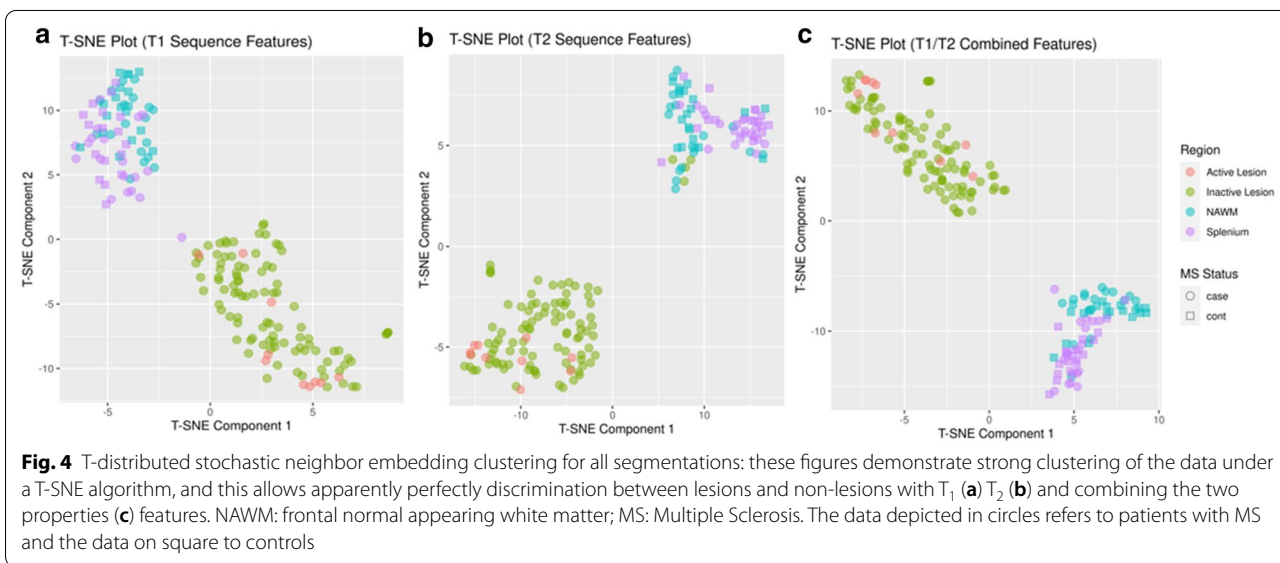 a
T-SNE Plot (T1 Sequence Features)
10
5
0
-5
-10
T-SNE Component 2
-5
0
5
T-SNE Component 1
b
T-SNE Plot (T2 Sequence Features)
5
0
-5
T-SNE Component 2
-10
0
10
T-SNE Component 1
c
T-SNE Plot (T1/T2 Combined Features)
10
0
-10
T-SNE Component 2
-5
0
5
10
T-SNE Component 1
Region
Active Lesion
Inactive Lesion
NAWM
Splenium
MS Status
case
cont
Fig. 4 T-distributed stochastic neighbor embedding clustering for all segmentations: these figures demonstrate strong clustering of the data under
a T-SNE algorithm, and this allows apparently perfectly discrimination between lesions and non-lesions with T1 (a) T2 (b) and combining the two
properties (c) features. NAWM: frontal normal appearing white matter; MS: Multiple Sclerosis. The data depicted in circles refers to patients with MS
and the data on square to controls